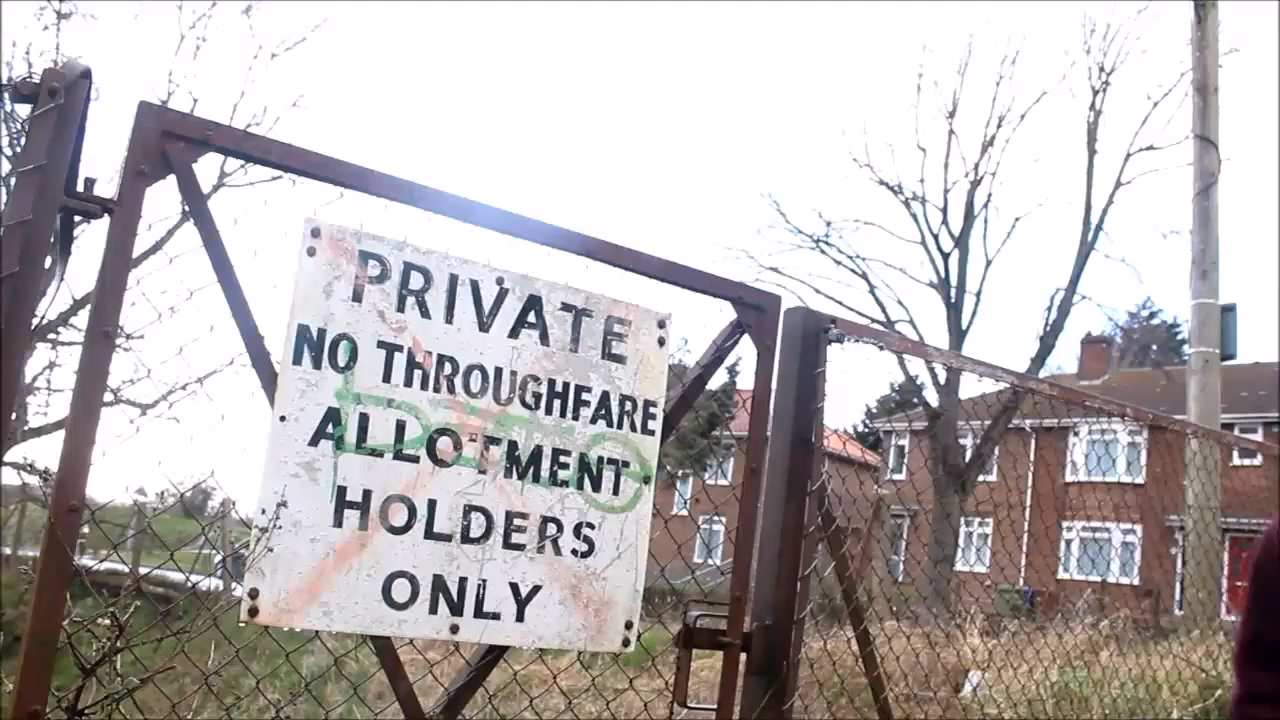 PRIVATE
NO THROUGHFARE
ALLOTMENT
HOLDERS
ONLY